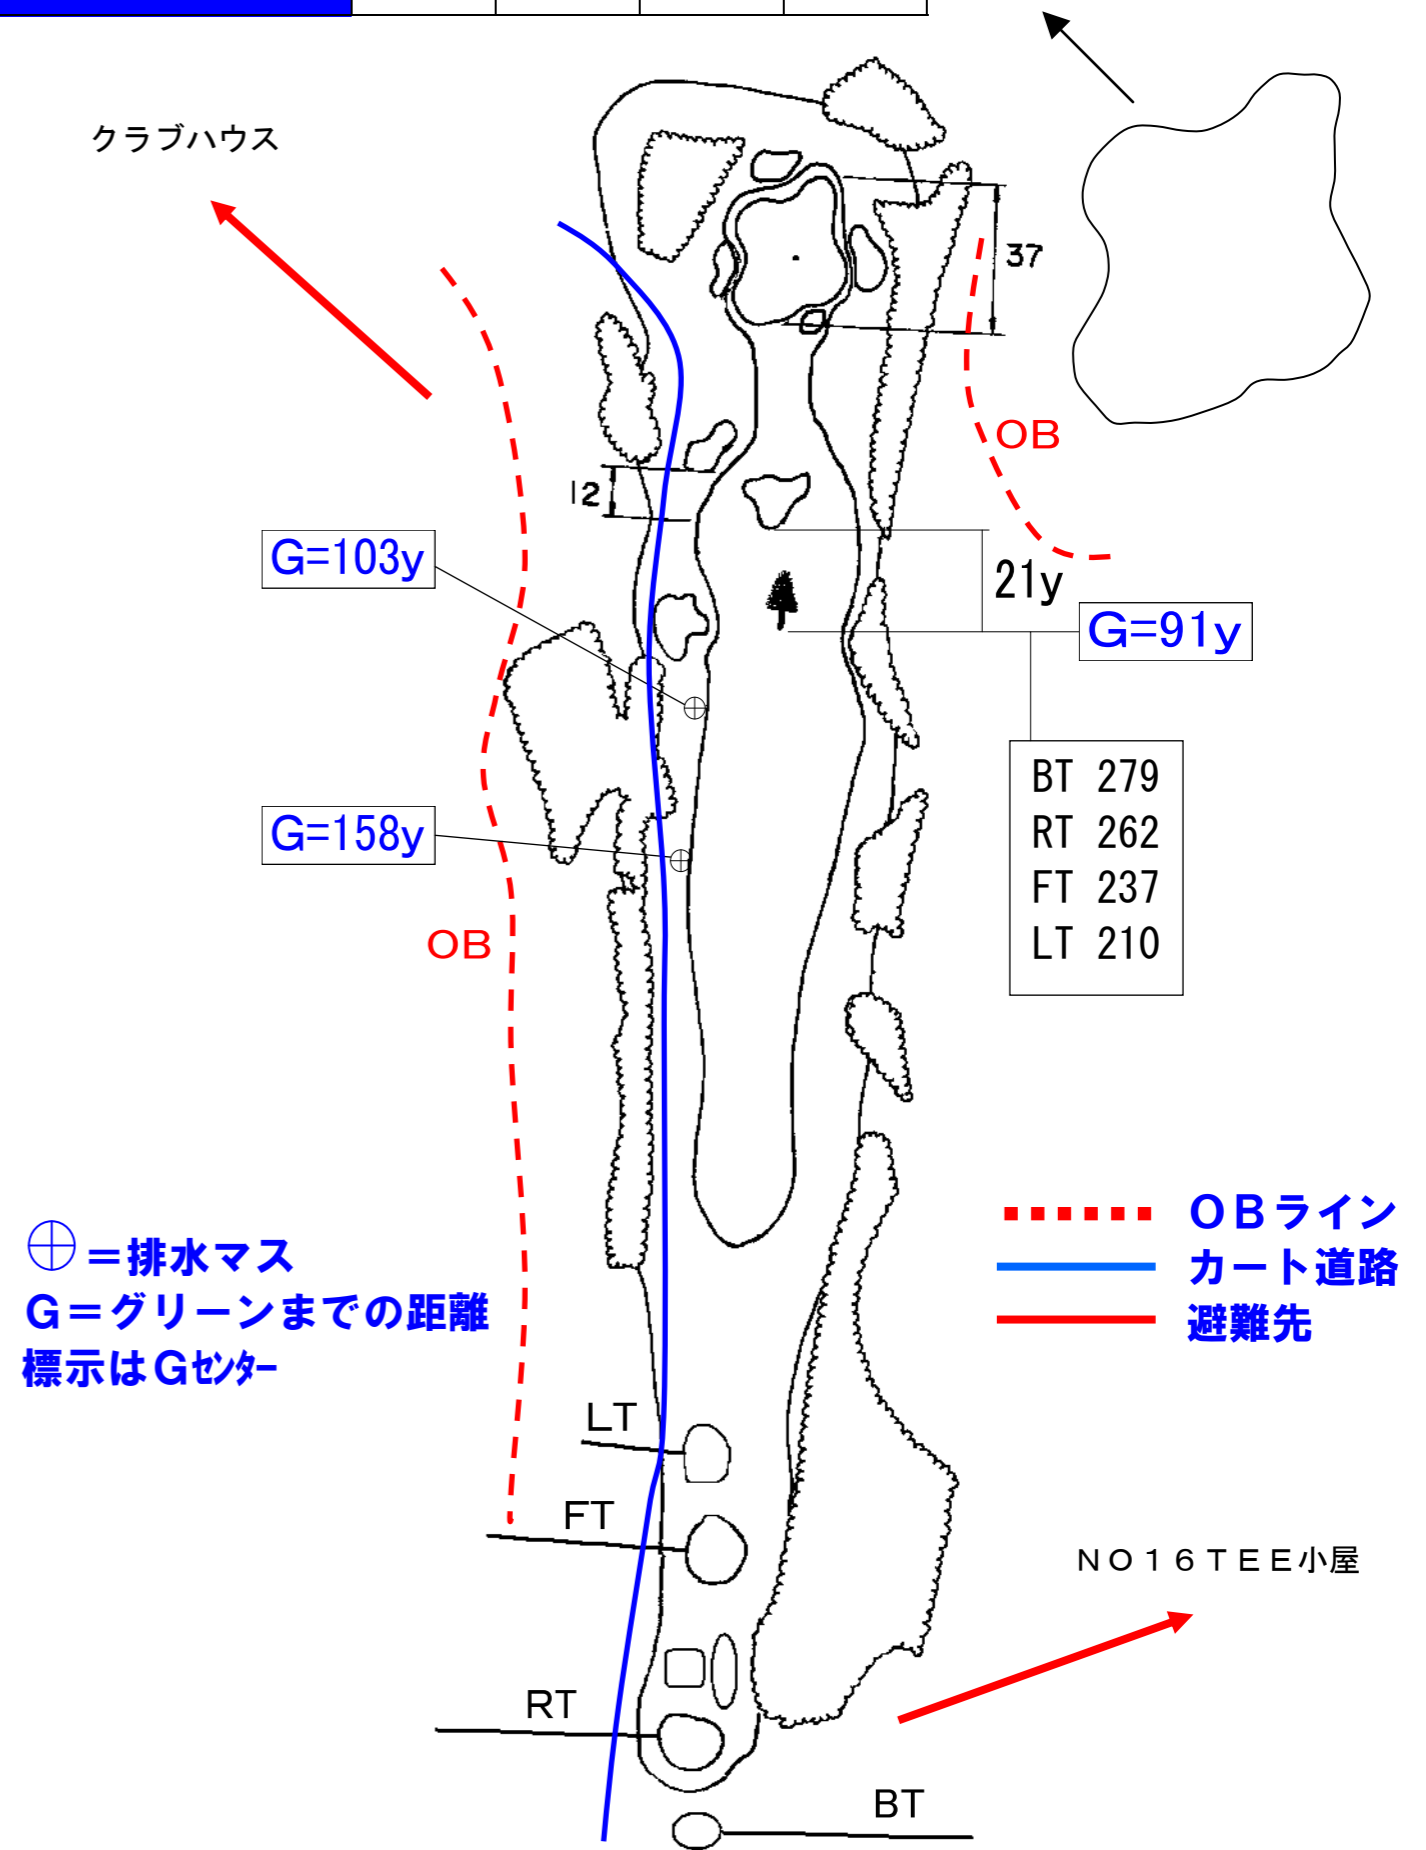 クラブハウス
37
OB
12
G=103y
21y
G=91y
BT 279
RT 262
FT 237
LT 210
G=158y
OB
⊕=排水マス
G=グリーンまでの距離
標示はGセンター
OBライン
カート道路
避難先
LT
FT
NO16TEE小屋
RT
BT